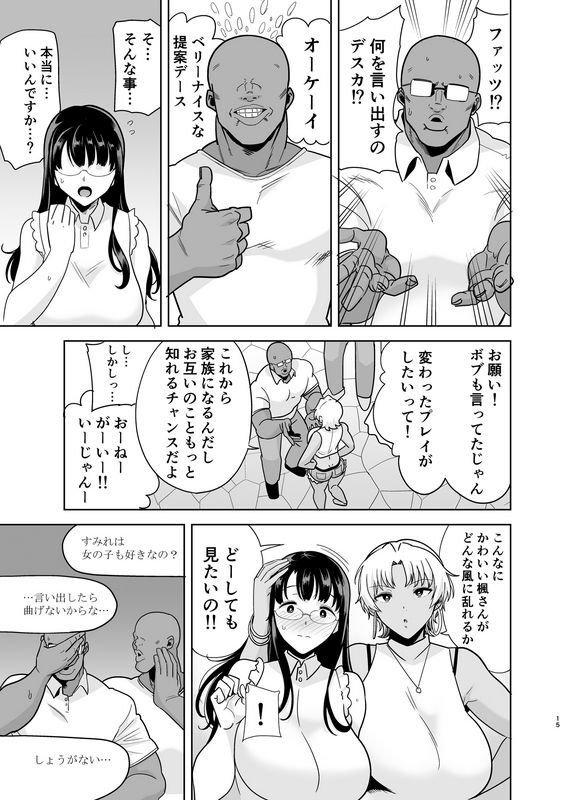 ファッツ!?
何を言い出すの
デスカ!?
オーケーイ
ベリーナイスな
提案デース
そ…
そんな事…
本当に…
いいんですか…?
お願い!
ボブも言ってたじゃん
変わったプレイが
したいって!
これから
家族になるんだし
お互いのこともっと
知れるチャンスだよ
し…
しかしっ…
おーねー
がーいー!!
いーじゃんー
こんなに
かわいい楓さんが
どんな風に乱れるか
どーしても
見たいの!!
!
すみれは
女の子も好きなの?
…言い出したら
曲げないからな…
しょうがない…
15